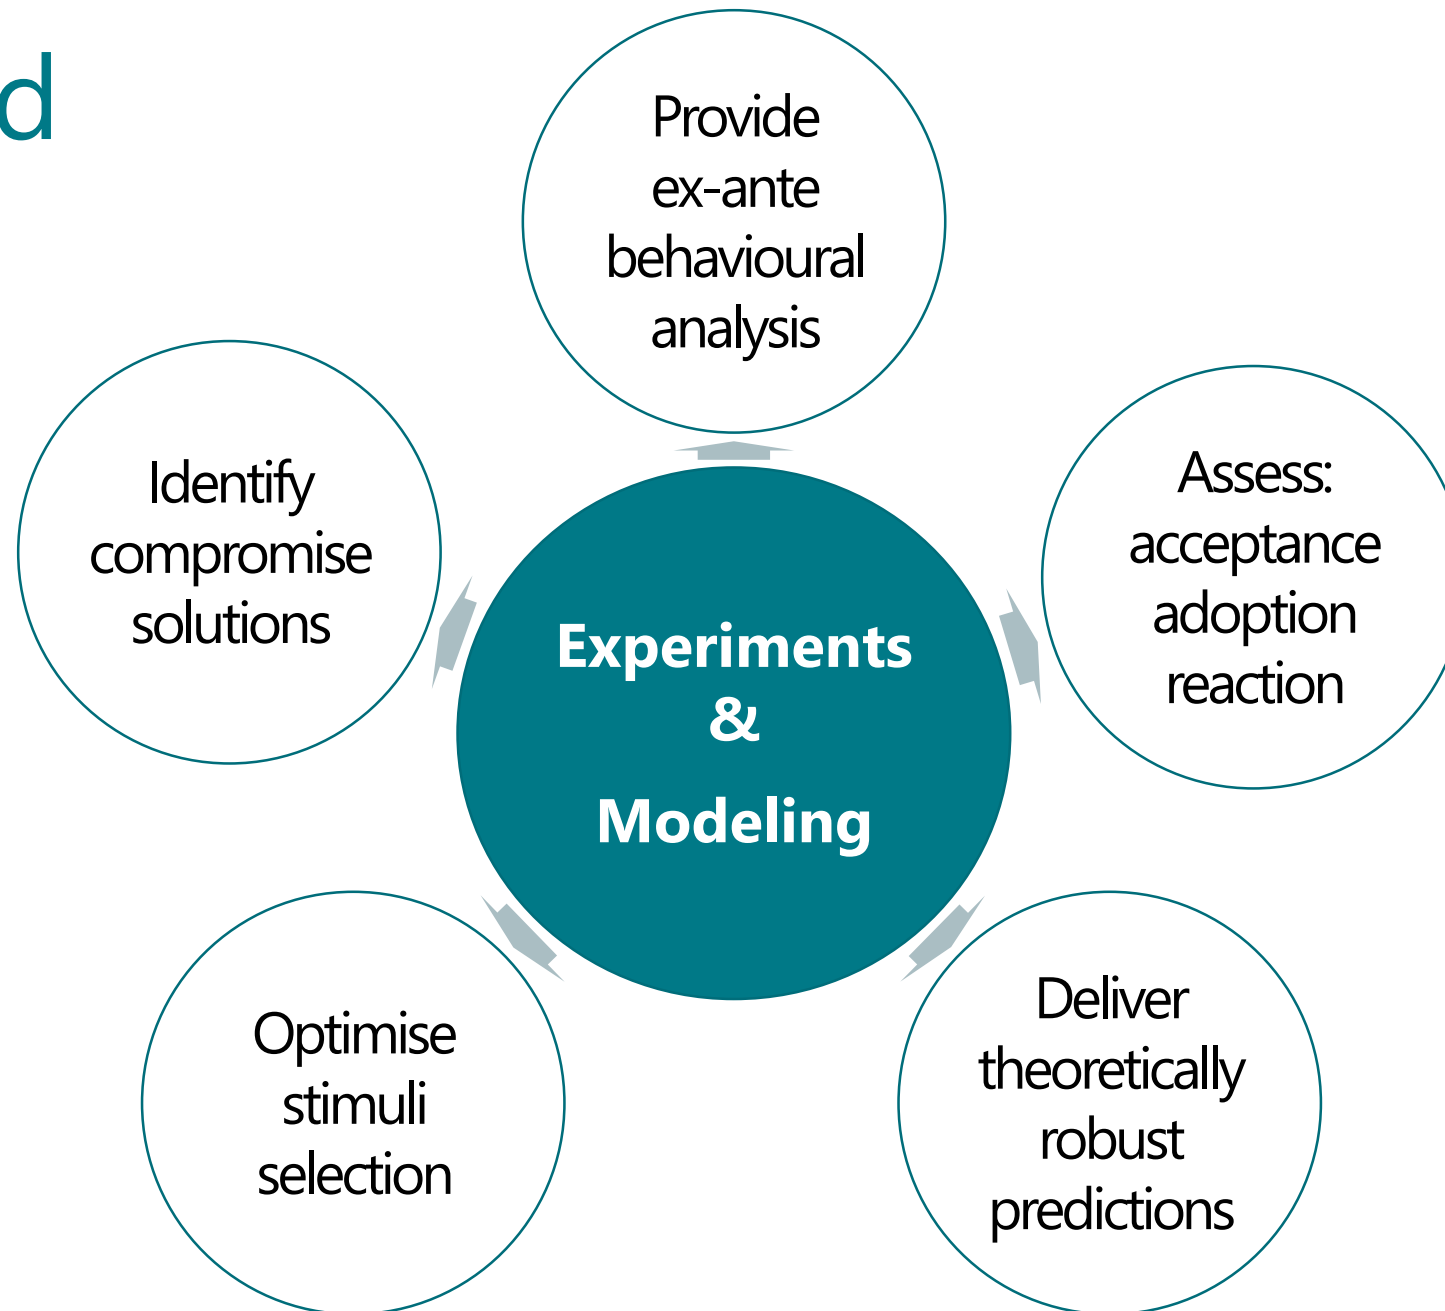 d
Provide
ex-ante
behavioural
analysis
Identify
compromise
solutions
Assess:
acceptance
adoption
reaction
Experiments
&
Modeling
Optimise
stimuli
selection
Deliver
theoretically
robust
predictions